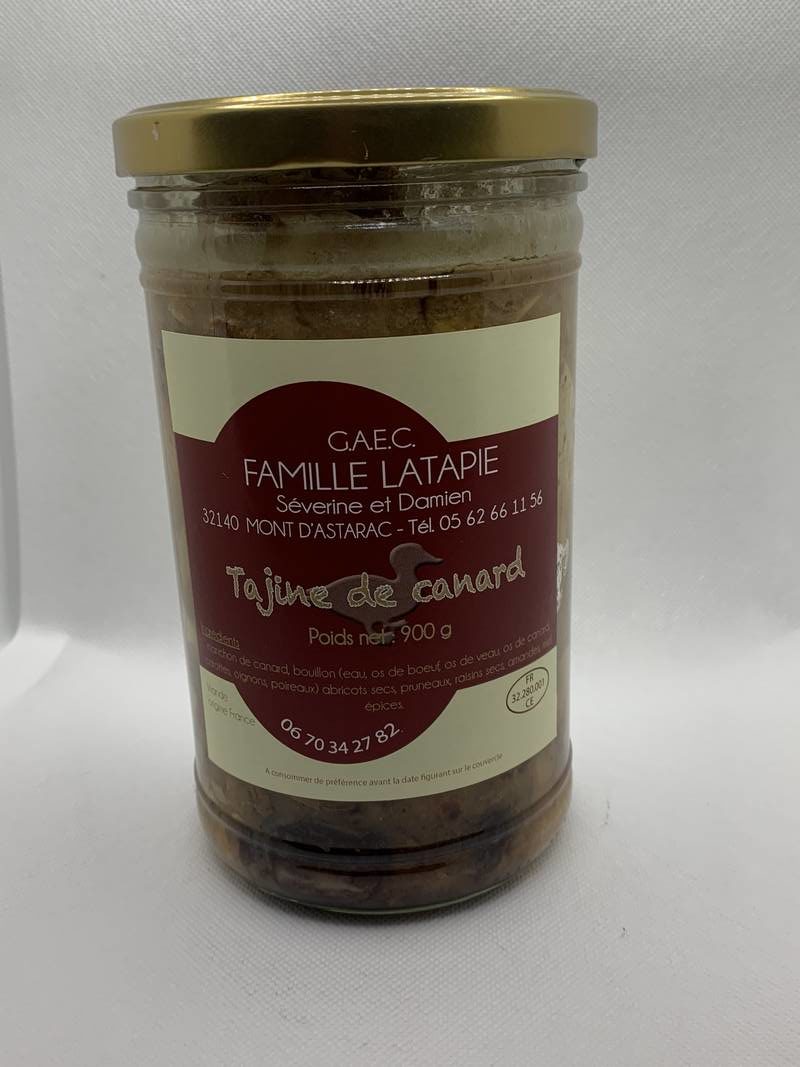 G.A.E.C.
FAMILLE LATAPIE
Séverine et Damien
32140 MONT D'ASTARAC - Tél. 05 62 66 11 56
Tajine de canard
Poids net : 900 g
Ingrédients
manchon de canard, bouillon (eau, os de boeuf, os de veau, os de canard,
carottes, oignons, poireaux) abricots secs, pruneaux, raisins secs, amandes,
épices.
Viande
origine France
FR
32.280.001
CE
06 70 34 27 82
A consommer de préférence avant la date figurant sur le couvercle